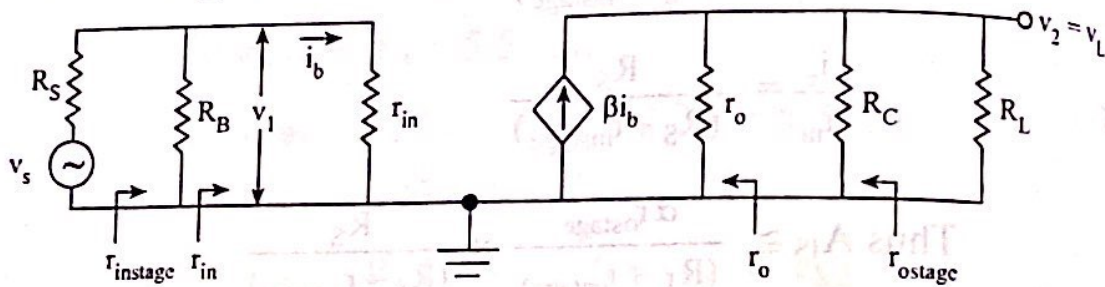 v₂ = v_L
R_S
R_B
v₁
i_b
r_in
βi_b
r_o
R_C
R_L
v_s
r_instage
r_in
r_o
r_ostage